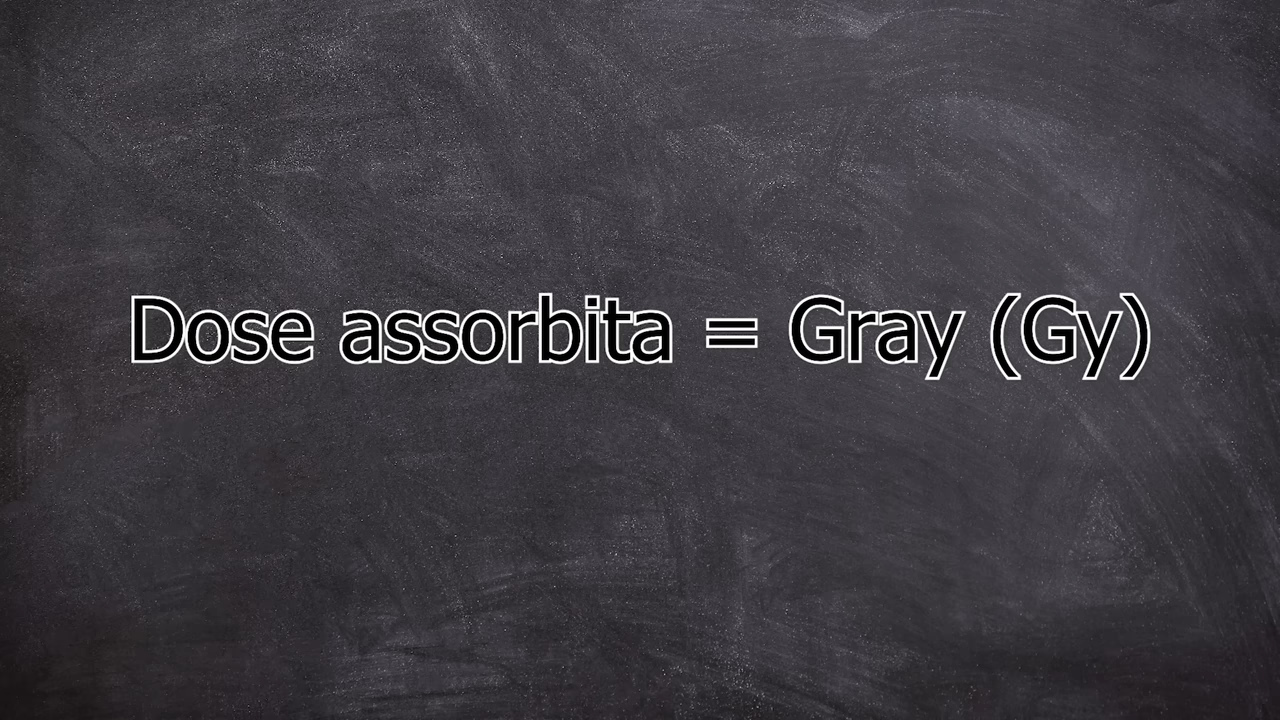 Dose assorbita = Gray (Gy)